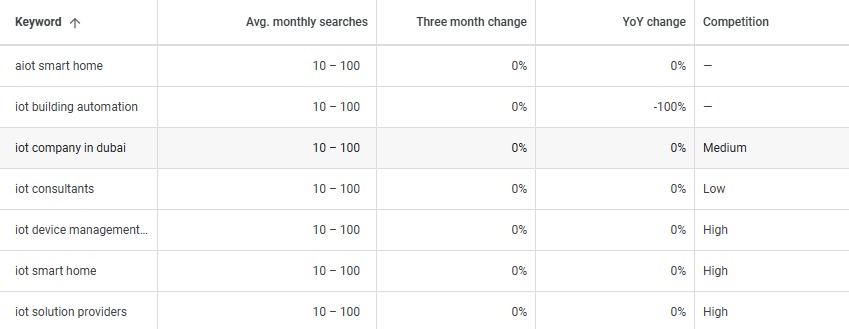 Keyword ↑ Avg. monthly searches Three month change YoY change Competition
aiot smart home 10 – 100 0% 0% —
iot building automation 10 – 100 0% -100% —
iot company in dubai 10 – 100 0% 0% Medium
iot consultants 10 – 100 0% 0% Low
iot device management... 10 – 100 0% 0% High
iot smart home 10 – 100 0% 0% High
iot solution providers 10 – 100 0% 0% High